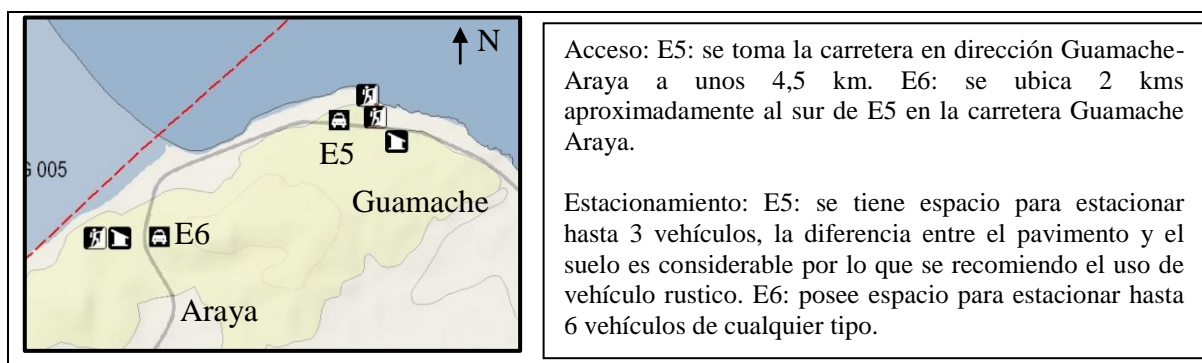 N
G 005
E5
Guamache
E6
Araya
Acceso: E5: se toma la carretera en dirección Guamache-
Araya a unos 4,5 km. E6: se ubica 2 kms
aproximadamente al sur de E5 en la carretera Guamache
Araya.
Estacionamiento: E5: se tiene espacio para estacionar
hasta 3 vehículos, la diferencia entre el pavimento y el
suelo es considerable por lo que se recomiendo el uso de
vehículo rustico. E6: posee espacio para estacionar hasta
6 vehículos de cualquier tipo.